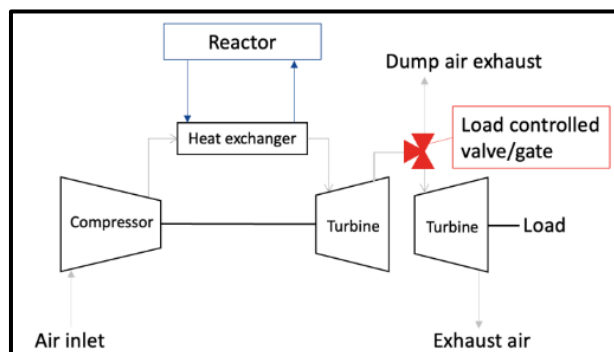 Reactor
Dump air exhaust
Heat exchanger
Load controlled
valve/gate
Compressor
Turbine
Turbine
Load
Air inlet
Exhaust air